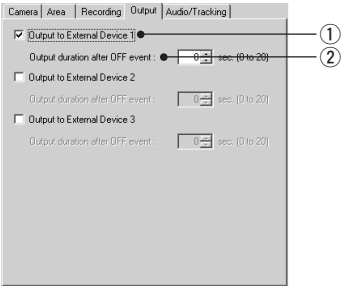 Camera Area Recording Output Audio/Tracking
Output to External Device 1 ①
Output duration after OFF event : 0 sec. (0 to 20) ②
Output to External Device 2
Output duration after OFF event : 0 sec. (0 to 20)
Output to External Device 3
Output duration after OFF event : 0 sec. (0 to 20)